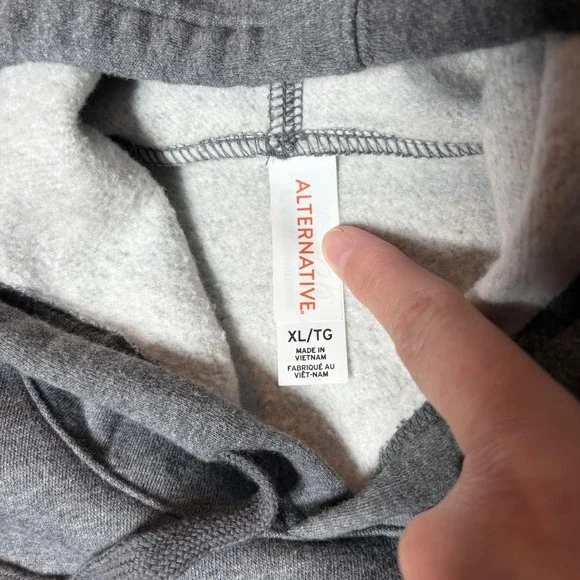 ALTERNATIVE®
XL/TG
MADE IN
VIETNAM
FABRIQUÉ AU
VIÊT-NAM